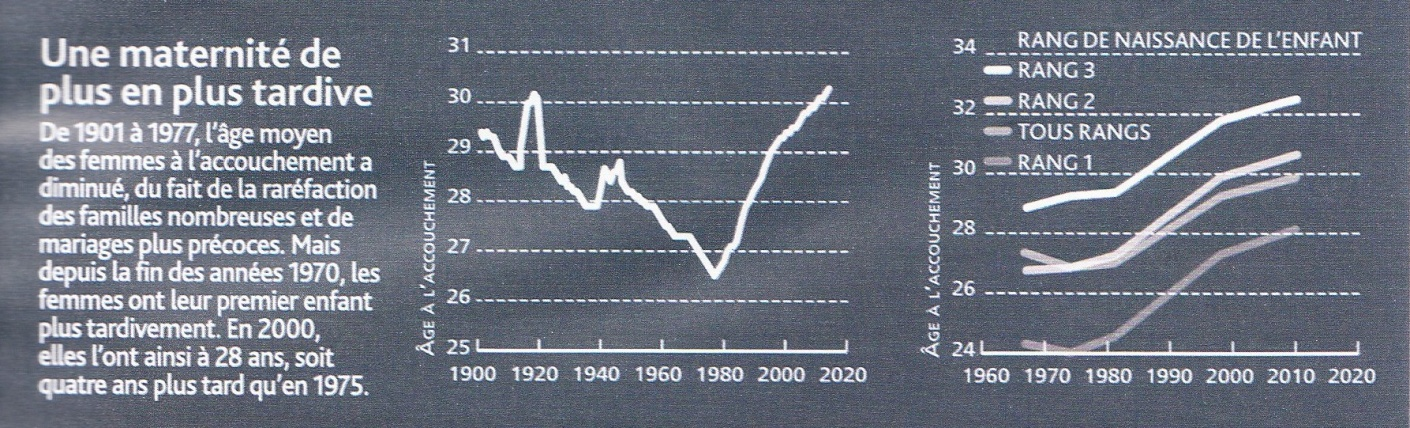 Une maternité de
plus en plus tardive
De 1901 à 1977, l'âge moyen
des femmes à l'accouchement a
diminué, du fait de la raréfaction
des familles nombreuses et de
mariages plus précoces. Mais
depuis la fin des années 1970, les
femmes ont leur premier enfant
plus tardivement. En 2000,
elles l'ont ainsi à 28 ans, soit
quatre ans plus tard qu'en 1975.
ÂGE À L'ACCOUCHEMENT
31
30
29
28
27
26
25
1900 1920 1940 1960 1980 2000 2020
ÂGE À L'ACCOUCHEMENT
RANG DE NAISSANCE DE L'ENFANT
RANG 3
RANG 2
TOUS RANGS
RANG 1
34
32
30
28
26
24
1960 1970 1980 1990 2000 2010 2020